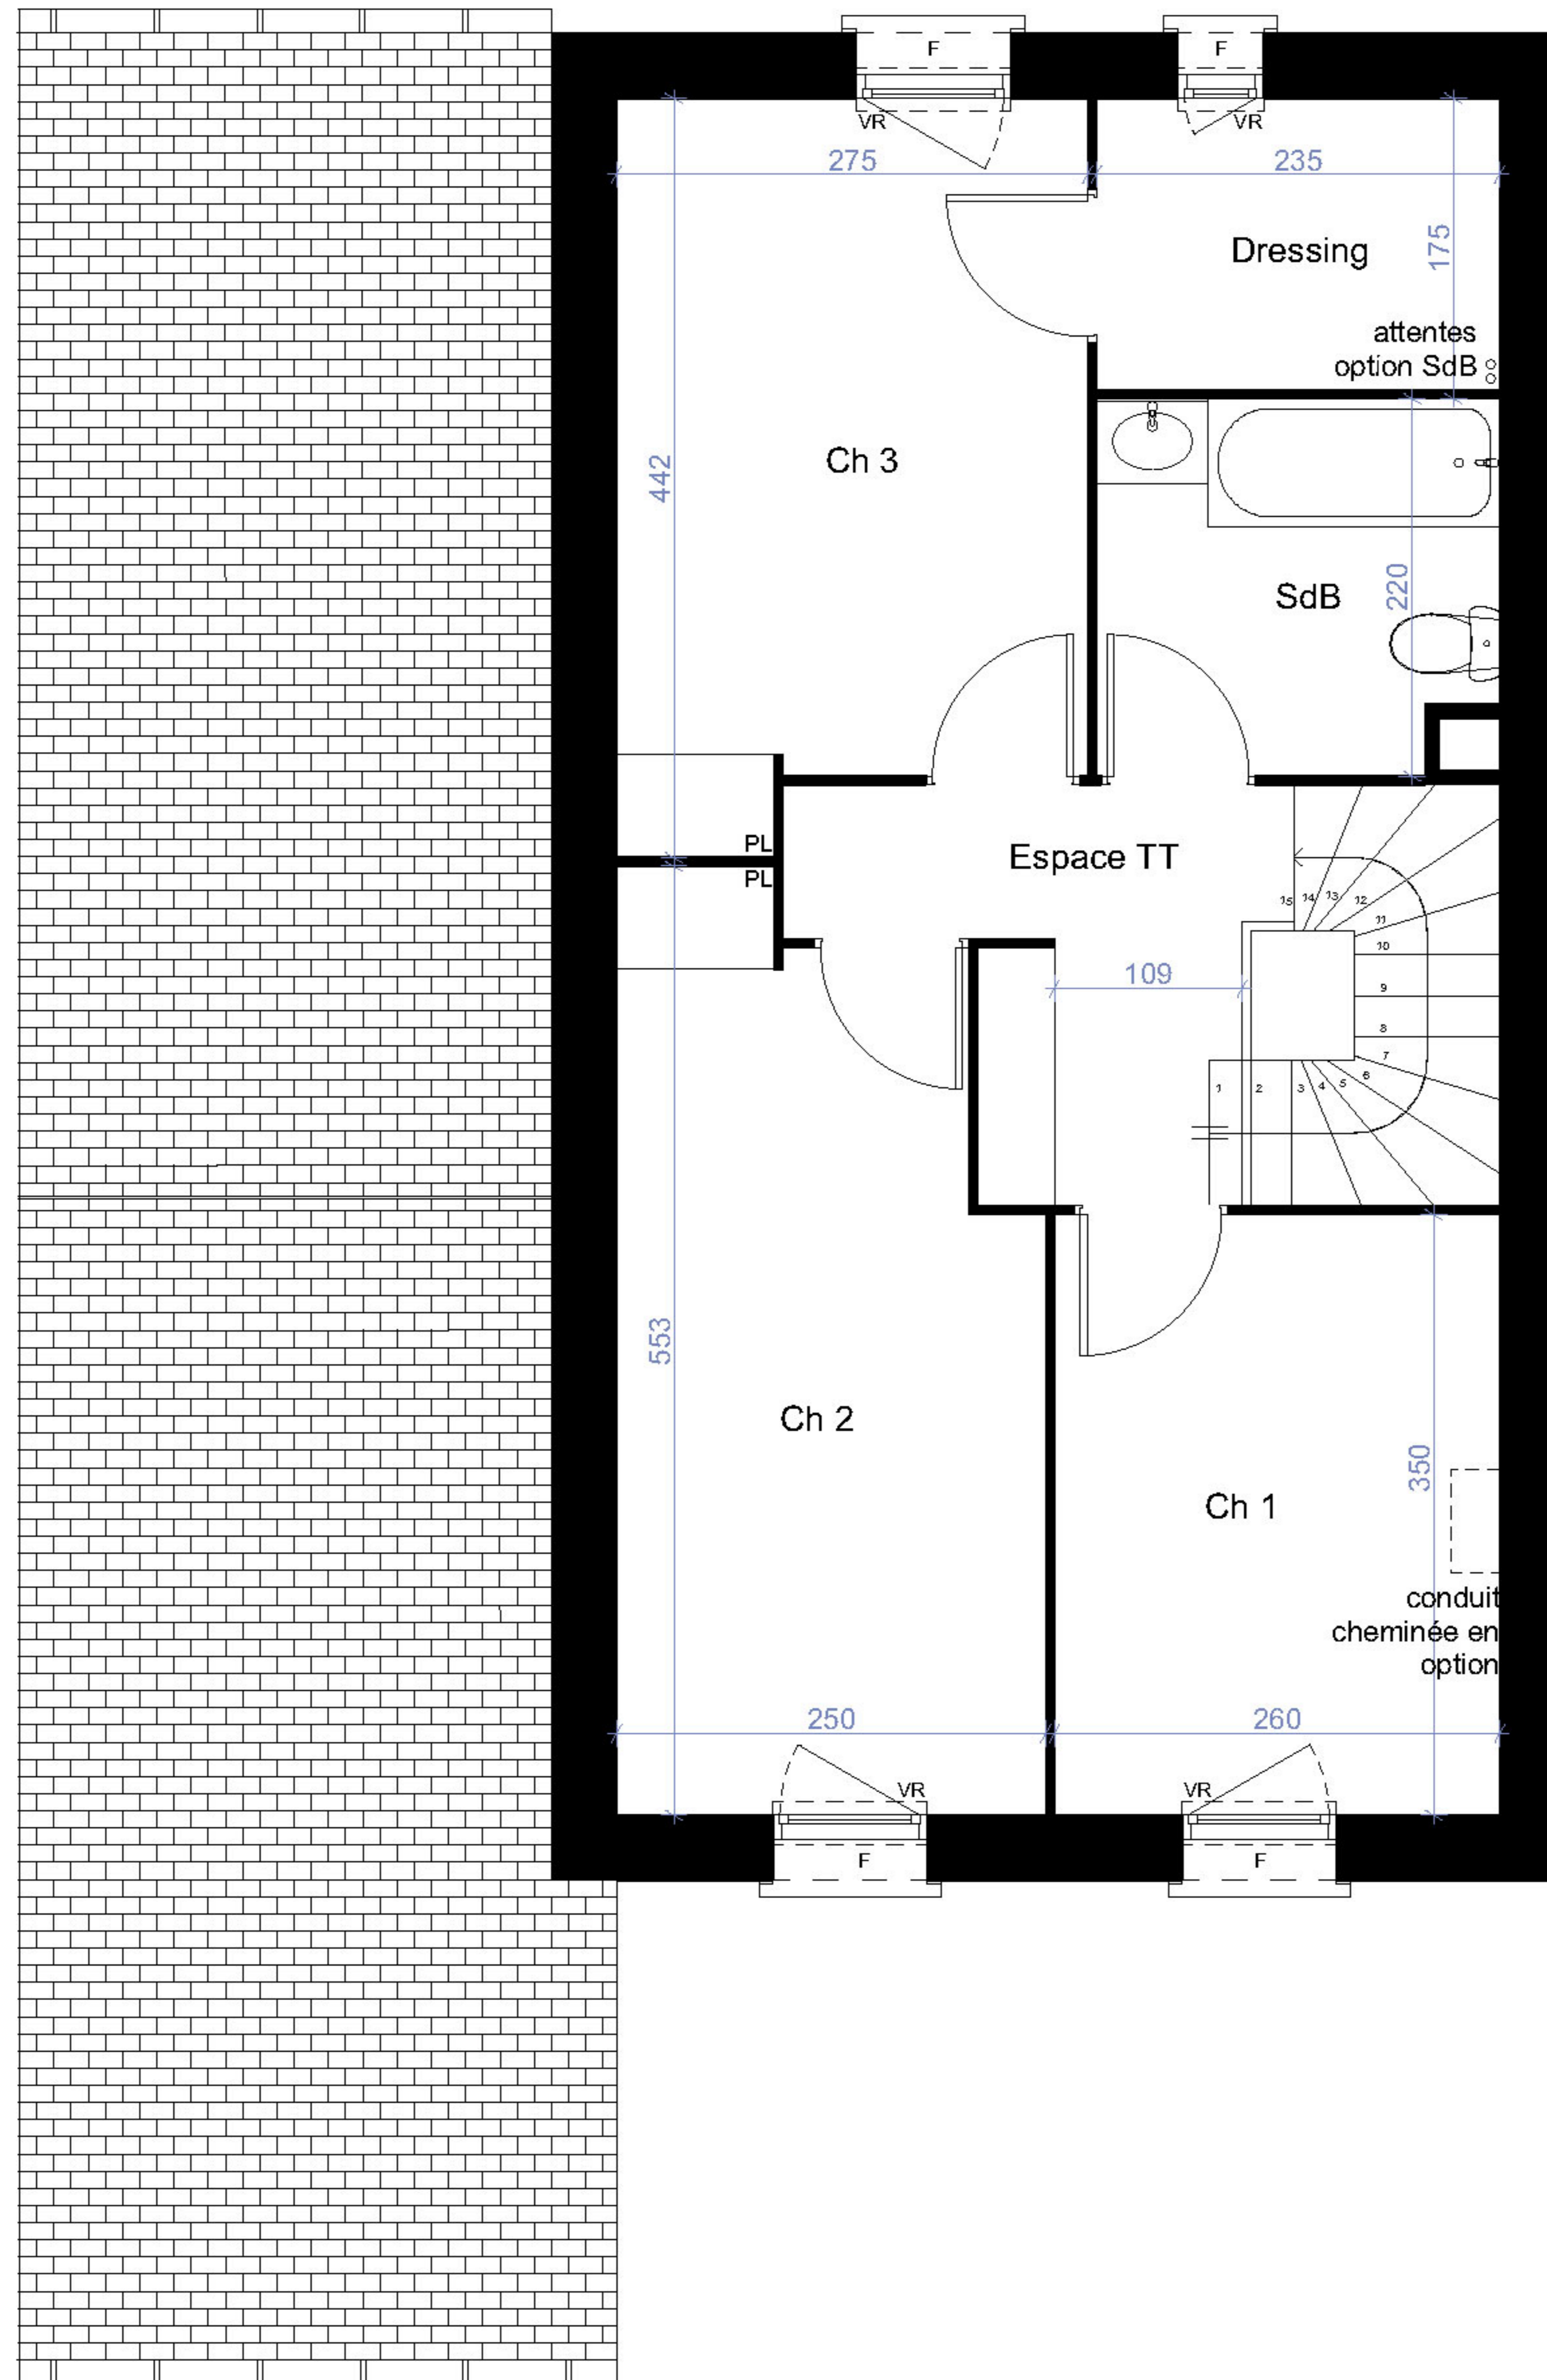 F
F
VR
VR
275
235
Dressing
175
attentes
option SdB
442
Ch 3
SdB
220
PL
Espace TT
PL
15
14
13
12
11
10
9
8
7
6
5
4
3
2
1
109
553
Ch 2
350
Ch 1
conduit
cheminée en
option
250
260
VR
VR
F
F